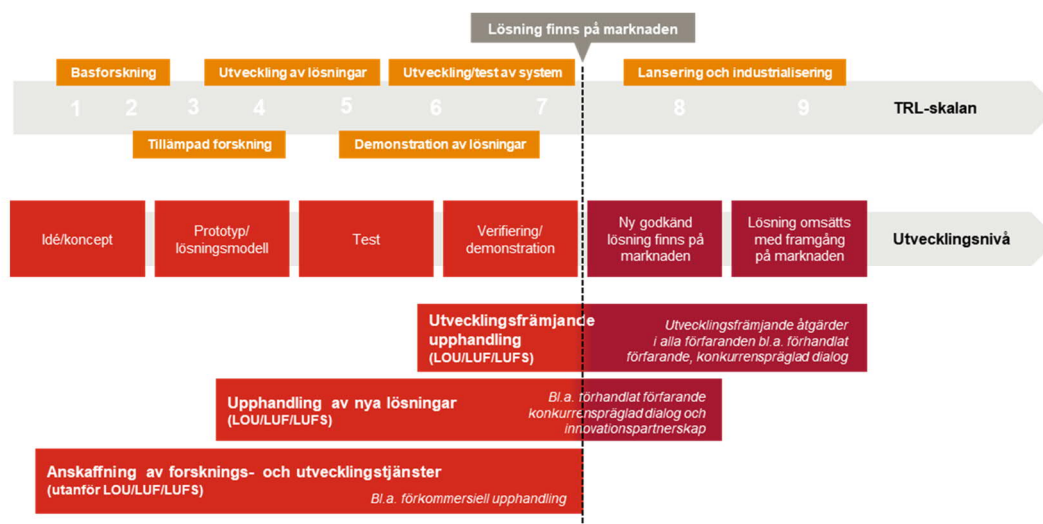 Lösning finns på marknaden
Basforskning
Utveckling av lösningar
Utveckling/test av system
Lansering och industrialisering
1 2 3 4 5 6 7 8 9 TRL-skalan
Tillämpad forskning
Demonstration av lösningar
Idé/koncept
Prototyp/
lösningsmodell
Test
Verifiering/
demonstration
Ny godkänd
lösning finns på
marknaden
Lösning omsätts
med framgång
på marknaden
Utvecklingsnivå
Utvecklingsfrämjande
upphandling
(LOU/LUF/LUFS)
Utvecklingsfrämjande åtgärder
i alla förfaranden bl.a. förhandlat
förfarande, konkurrenspräglad dialog
Upphandling av nya lösningar
(LOU/LUF/LUFS)
Bl.a. förhandlat förfarande
konkurrenspräglad dialog och
innovationspartnerskap
Anskaffning av forsknings- och utvecklingstjänster
(utanför LOU/LUF/LUFS)
Bl.a. förkommersiell upphandling